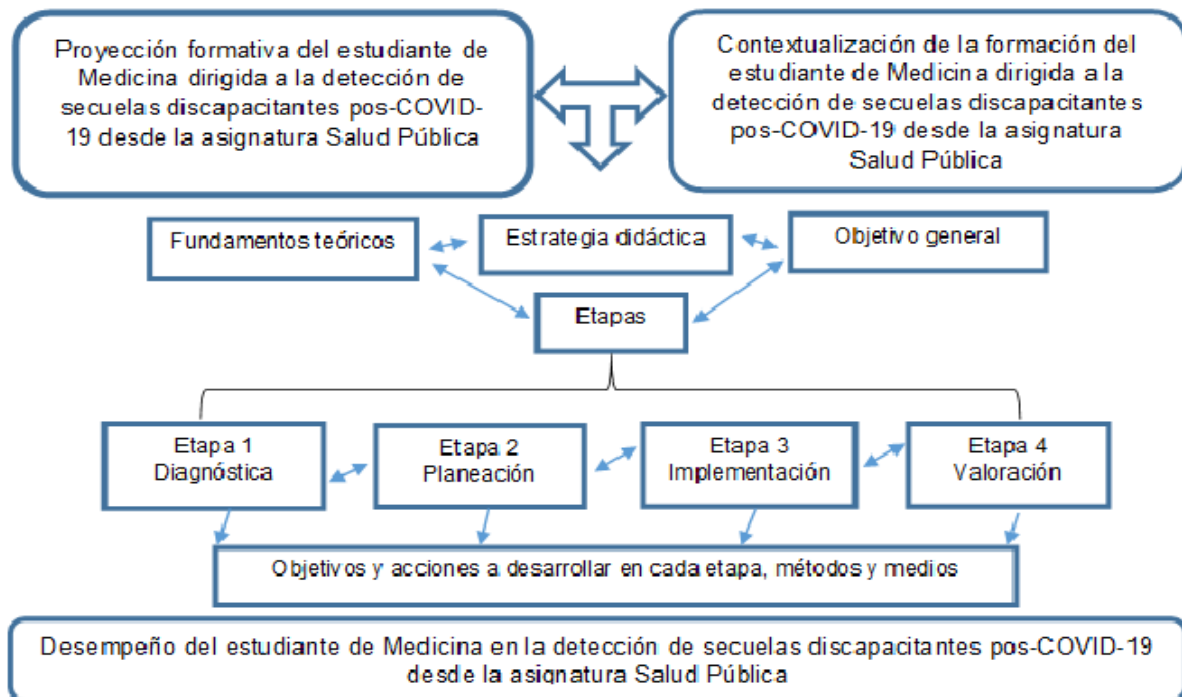 Proyección formativa del estudiante de
Medicina dirigida a la detección de
secuelas discapacitantes pos-COVID-
19 desde la asignatura Salud Pública
Contextualización de la formación del
estudiante de Medicina dirigida a la
detección de secuelas discapacitantes
pos-COVID-19 desde la asignatura
Salud Pública
Fundamentos teóricos
Estrategia didáctica
Objetivo general
Etapas
Etapa 1
Diagnóstica
Etapa 2
Planeación
Etapa 3
Implementación
Etapa 4
Valoración
Objetivos y acciones a desarrollar en cada etapa, métodos y medios
Desempeño del estudiante de Medicina en la detección de secuelas discapacitantes pos-COVID-19
desde la asignatura Salud Pública